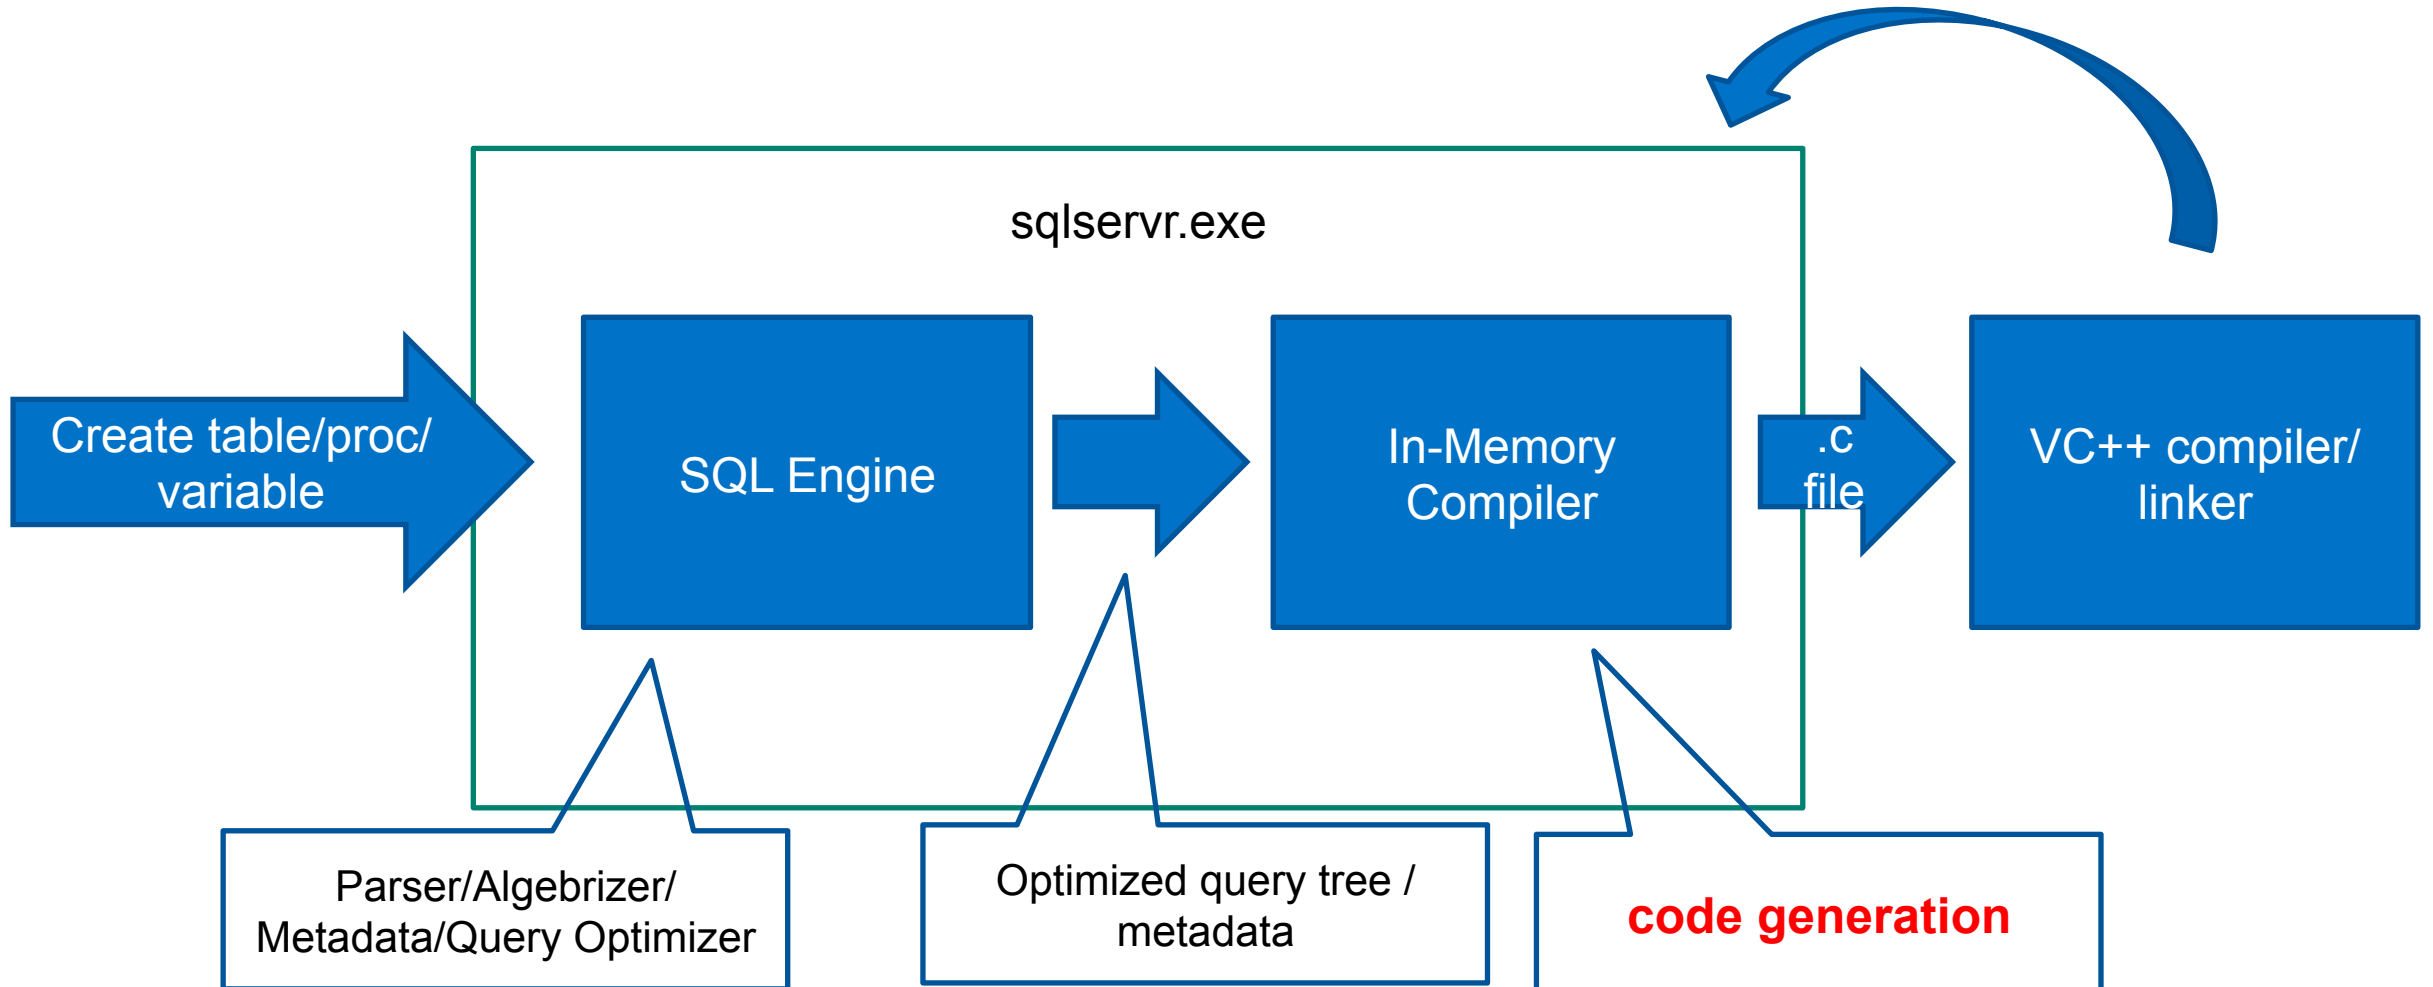 sqlservr.exe
Create table/proc/
variable
SQL Engine
In-Memory
Compiler
.c
file
VC++ compiler/
linker
Parser/Algebrizer/
Metadata/Query Optimizer
Optimized query tree /
metadata
code generation